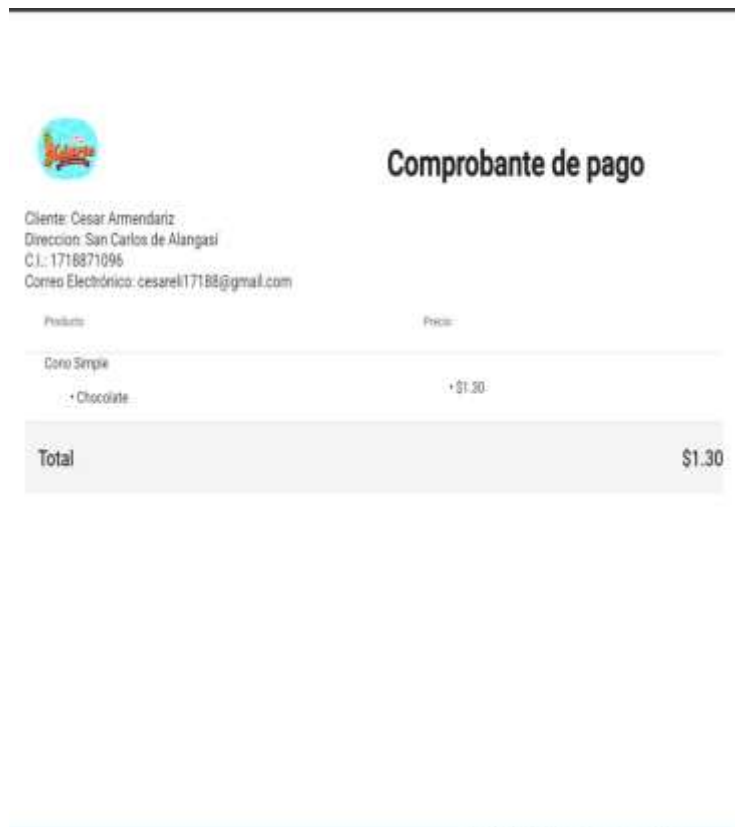 Comprobante de pago
Cliente: Cesar Armendariz
Direccion: San Carlos de Alangasí
C.I.: 1718871096
Correo Electrónico: cesareli17188@gmail.com
Producto Precio
Cono Simple
• Chocolate • $1.30
Total $1.30